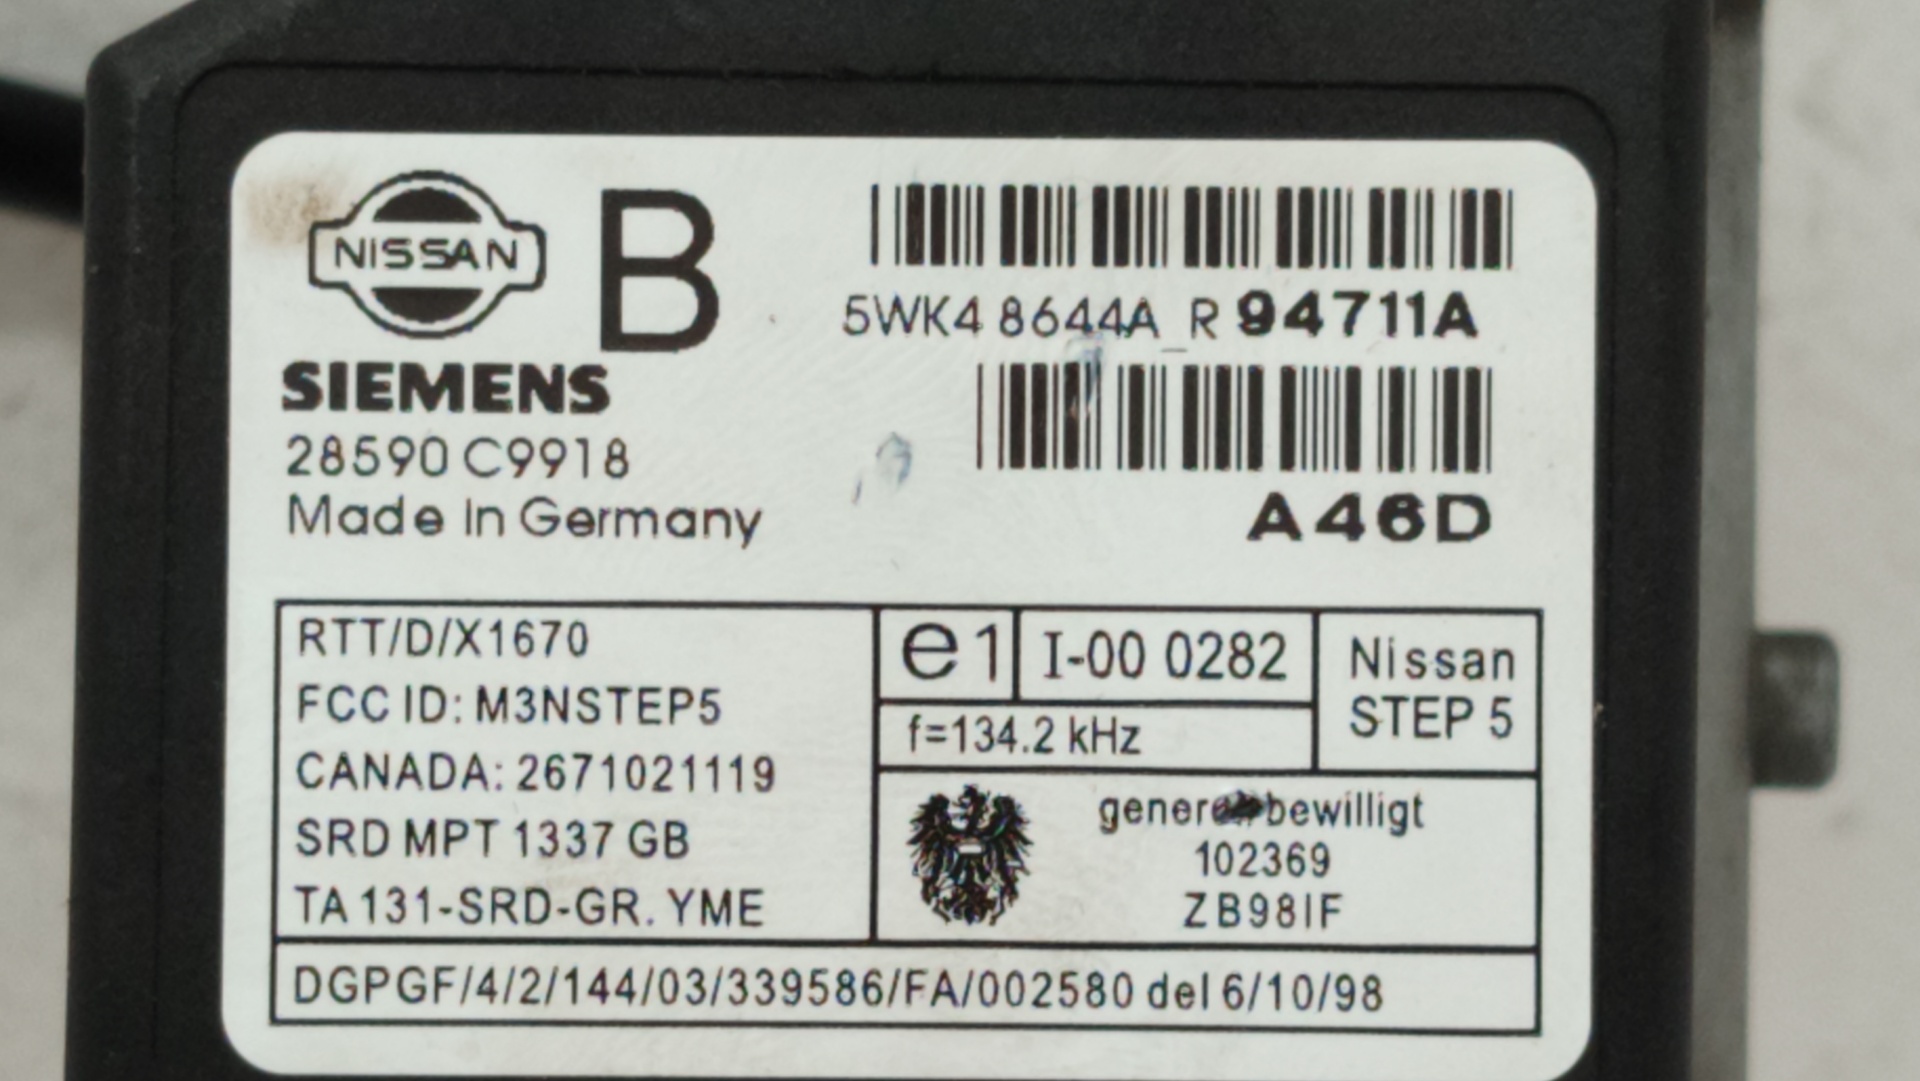 NISSAN
B
5WK4 8644A_R 94711A
SIEMENS
28590 C9918
Made In Germany
A46D
RTT/D/X1670
FCC ID: M3NSTEP5
CANADA: 2671021119
SRD MPT 1337 GB
TA 131-SRD-GR. YME
e1
I-00 0282
f=134.2 kHz
Nissan
STEP 5
bewilligt
102369
ZB98IF
DGPGF/4/2/144/03/339586/FA/002580 del 6/10/98